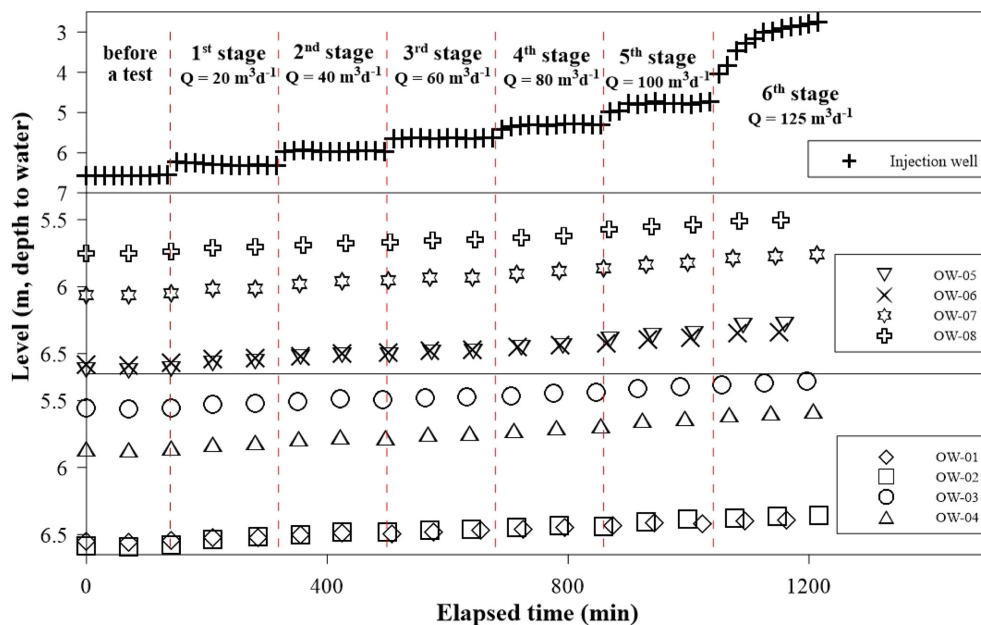 3
4
5
6
7
before
a test
1st stage
Q = 20 m³d⁻¹
2nd stage
Q = 40 m³d⁻¹
3rd stage
Q = 60 m³d⁻¹
4th stage
Q = 80 m³d⁻¹
5th stage
Q = 100 m³d⁻¹
6th stage
Q = 125 m³d⁻¹
Injection well
5.5
6
6.5
OW-05
OW-06
OW-07
OW-08
5.5
6
6.5
OW-01
OW-02
OW-03
OW-04
Level (m, depth to water)
0
400
800
1200
Elapsed time (min)